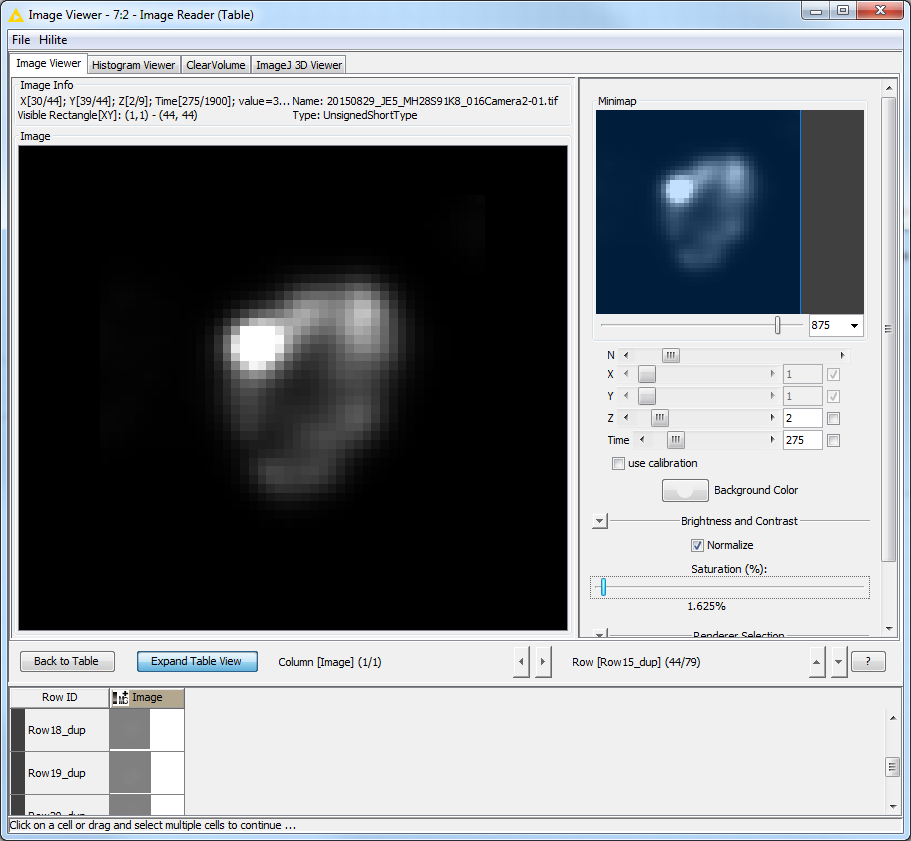 Image Viewer - 7:2 - Image Reader (Table)
File Hilite
Image Viewer Histogram Viewer ClearVolume ImageJ 3D Viewer
Image Info
X[30/44]; Y[39/44]; Z[2/9]; Time[275/1900]; value=3... Name: 20150829_JE5_MH28S91K8_016Camera2-01.tif
Visible Rectangle[XY]: (1,1) - (44, 44) Type: UnsignedShortType
Image
Minimap
875
N
X 1
Y 1
Z 2
Time 275
use calibration
Background Color
Brightness and Contrast
Normalize
Saturation (%):
1.625%
Renderer Selection
Back to Table Expand Table View Column [Image] (1/1) Row [Row15_dup] (44/79) ?
Row ID Image
Row18_dup
Row19_dup
Row20_dup
Click on a cell or drag and select multiple cells to continue ...